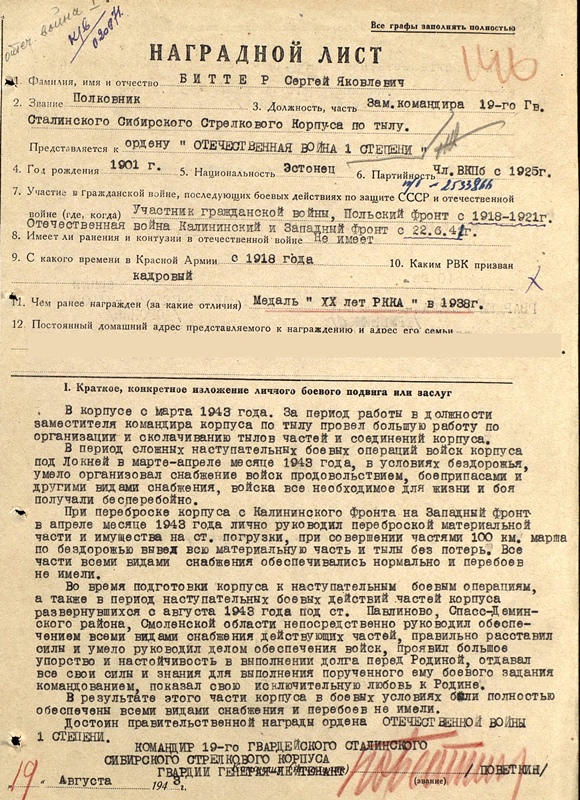 отеч. война I
Все графы заполнять полностью
НАГРАДНОЙ ЛИСТ
1. Фамилия, имя и отчество БИТТЕР Сергей Яковлевич
2. Звание Полковник 3. Должность, часть Зам.командира 19-го Гв.
Сталинского Сибирского Стрелкового Корпуса по тылу.
Представляется к ордену " ОТЕЧЕСТВЕННАЯ ВОЙНА 1 СТЕПЕНИ "
4. Год рождения 1901 г. 5. Национальность Эстонец 6. Партийность Чл.ВКПб с 1925г.
п/б - 2533866
7. Участие в гражданской войне, последующих боевых действиях по защите СССР и отечественной
войне (где, когда) Участник гражданской войны, Польский Фронт с 1918-1921г.
Отечественная война Калининский и Западный Фронт с 22.6.41г.
8. Имеет ли ранения и контузии в отечественной войне Не имеет
9. С какого времени в Красной Армии с 1918 года 10. Каким РВК призван
кадровый
11. Чем ранее награжден (за какие отличия) Медаль " XX лет РККА " в 1938г.
12. Постоянный домашний адрес представляемого к награждению и адрес его семьи
I. Краткое, конкретное изложение личного боевого подвига или заслуг
В корпусе с марта 1943 года. За период работы в должности
заместителя командира корпуса по тылу провел большую работу по
организации и сколачиванию тылов частей и соединений корпуса.
В период сложных наступательных боевых операций войск корпуса
под Локней в марте-апреле месяце 1943 года, в условиях бездорожья,
умело организовал снабжение войск продовольствием, боеприпасами и
другими видами снабжения, войска все необходимое для жизни и боя
получали бесперебойно.
При переброске корпуса с Калининского Фронта на Западный Фронт
в апреле месяце 1943 года лично руководил переброской материальной
части и имущества на ст. погрузки, при совершении частями 100 км. марша
по бездорожью вывел всю материальную часть и тылы без потерь. Все
части всеми видами снабжения обеспечивались нормально и перебоев
не имели.
Во время подготовки корпуса к наступательным боевым операциям,
а также в период наступательных боевых действий частей корпуса
развернувшихся с августа 1943 года под ст. Павлиново, Спасс-Демин-
ского района, Смоленской области непосредственно руководил обеспе-
чением всеми видами снабжения действующих частей, правильно расставил
силы и умело руководил делом обеспечения войск, проявил большое
упорство и настойчивость в выполнении долга перед Родиной, отдавал
все свои силы и знания для выполнения порученного ему боевого задания
командованием, показал свою исключительную любовь к Родине.
В результате этого части корпуса в боевых условиях были полностью
обеспечены всеми видами снабжения и перебоев не имели.
Достоин правительственной награды ордена ОТЕЧЕСТВЕННОЙ ВОЙНЫ
1 СТЕПЕНИ.
КОМАНДИР 19-го ГВАРДЕЙСКОГО СТАЛИНСКОГО
СИБИРСКОГО СТРЕЛКОВОГО КОРПУСА
ГВАРДИИ ГЕНЕРАЛ-ЛЕЙТЕНАНТ / ПОВЕТКИН/
(звание)
19 " Августа 1943 г.